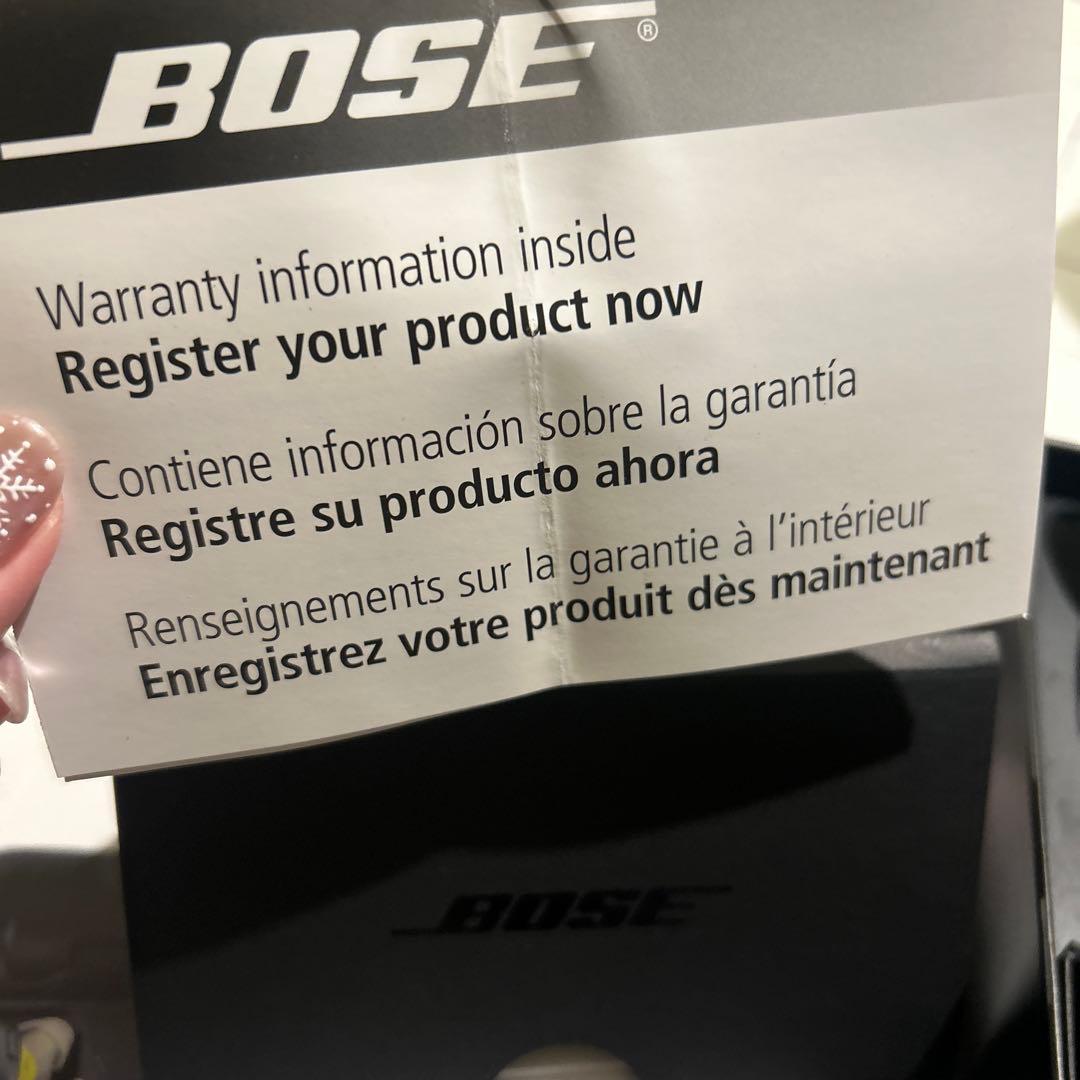 BOSE®
Warranty information inside
Register your product now
Contiene información sobre la garantía
Registre su producto ahora
Renseignements sur la garantie à l'intérieur
Enregistrez votre produit dès maintenant
BOSE